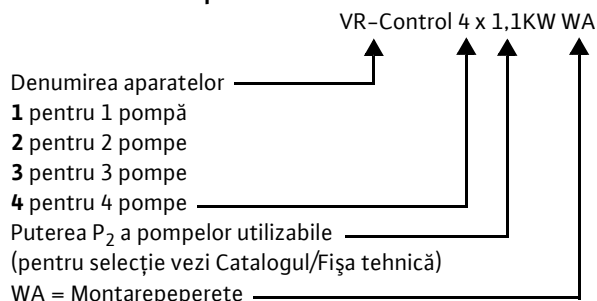 VR-Control 4 x 1,1KW WA
Denumirea aparatelor
1 pentru 1 pompă
2 pentru 2 pompe
3 pentru 3 pompe
4 pentru 4 pompe
Puterea P2 a pompelor utilizabile
(pentru selecţie vezi Catalogul/Fişa tehnică)
WA = Montarepeperete